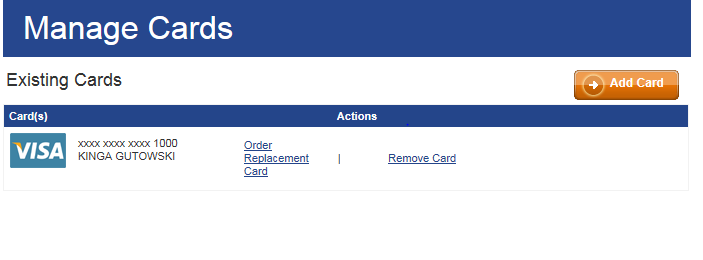 Manage Cards
Existing Cards
Add Card
Card(s) Actions
VISA
xxxx xxxx xxxx 1000
KINGA GUTOWSKI
Order
Replacement
Card
|
Remove Card